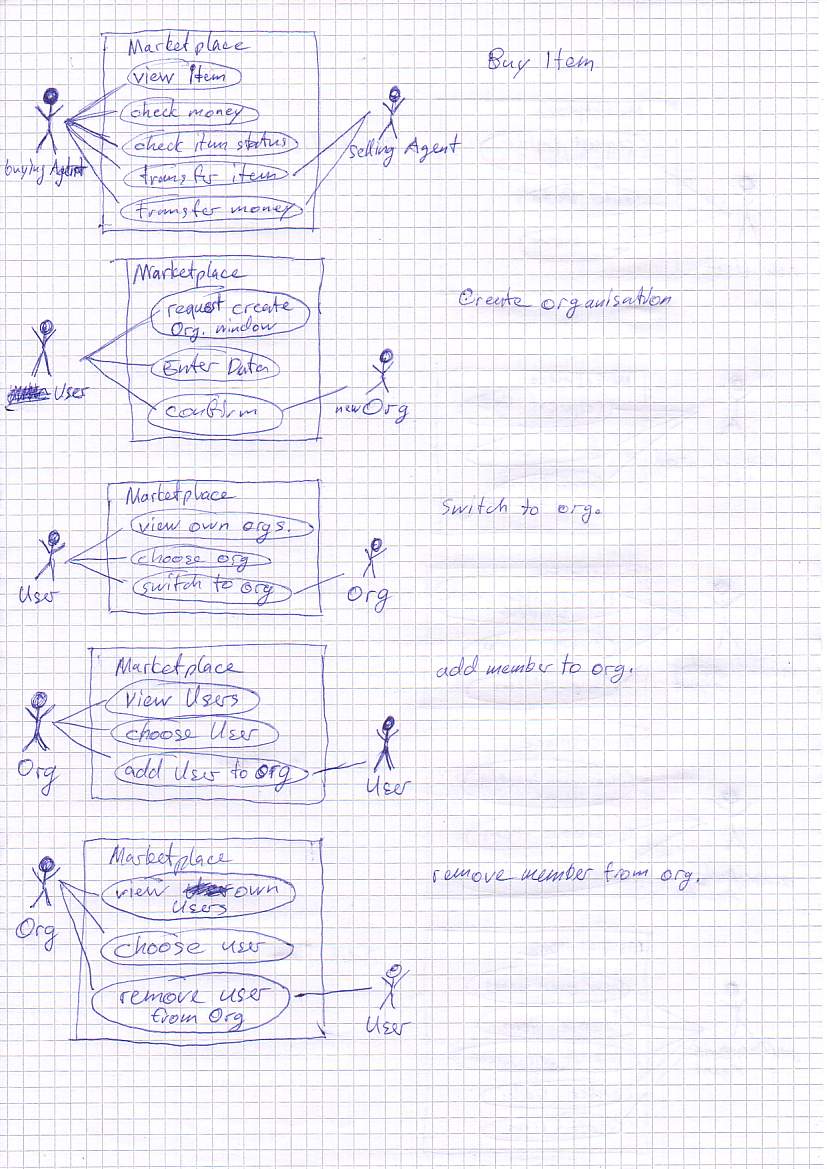 Marketplace
Buy Item
view Item
check money
check item status
buying Agent
selling Agent
transfer item
transfer money
Marketplace
Create organisation
request create
Org. window
Enter Data
User
confirm
new Org
Marketplace
switch to org.
view own orgs.
choose org
switch to org
User
Org
Marketplace
add member to org.
view Users
choose User
add User to org
Org
User
Marketplace
remove member from org.
view own
Users
Org
choose user
remove user
from Org
User